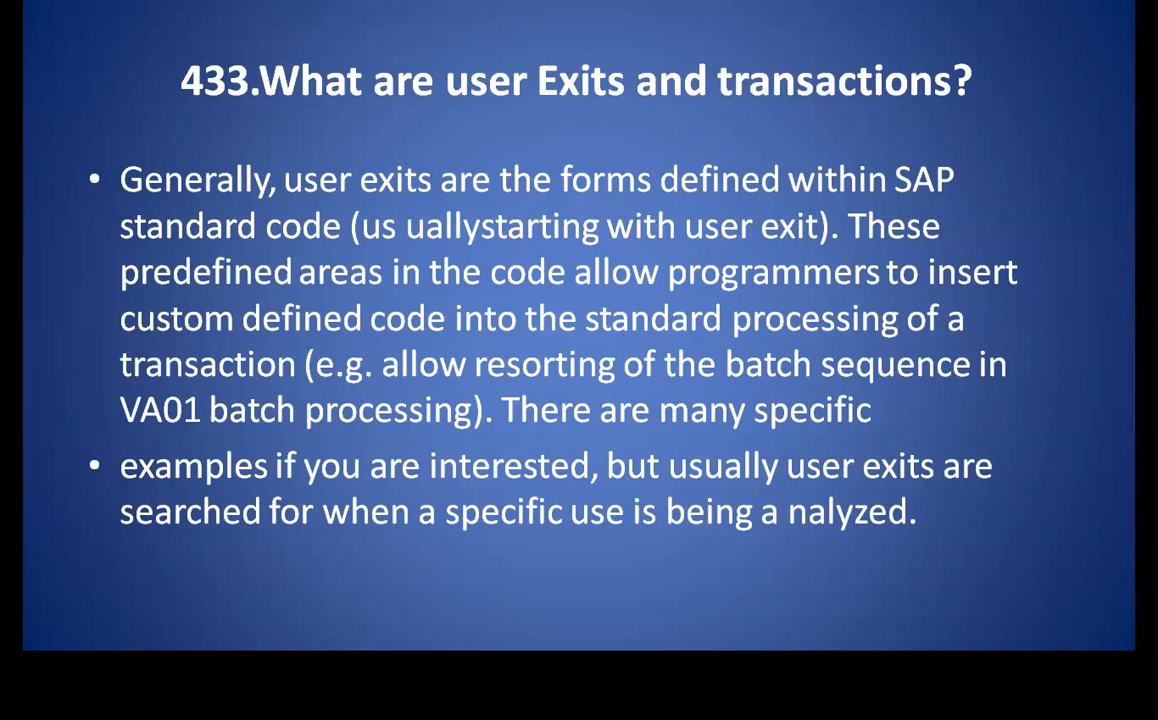 433.What are user Exits and transactions?
• Generally, user exits are the forms defined within SAP
standard code (us uallystarting with user exit). These
predefined areas in the code allow programmers to insert
custom defined code into the standard processing of a
transaction (e.g. allow resorting of the batch sequence in
VA01 batch processing). There are many specific
• examples if you are interested, but usually user exits are
searched for when a specific use is being a nalyzed.